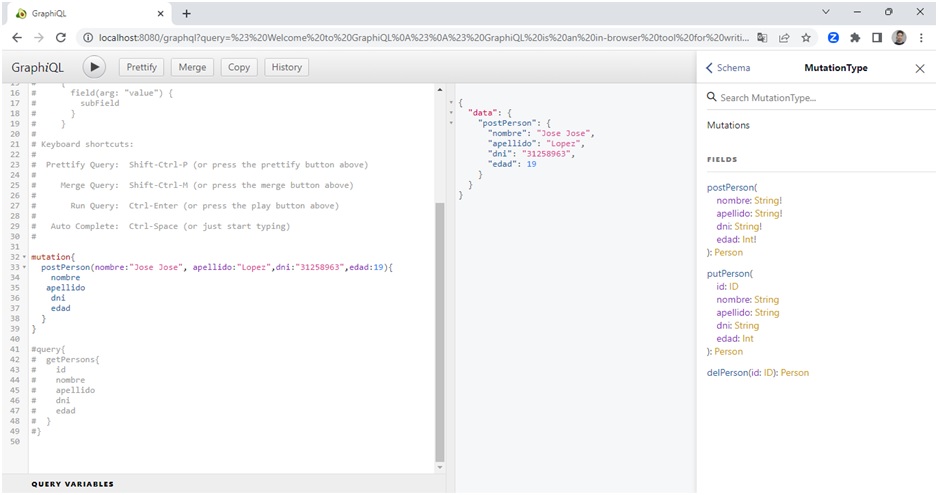 GraphiQL
localhost:8080/graphql?query=%23%20Welcome%20to%20GraphiQL%0A%23%0A%23%20GraphiQL%20is%20an%20in-browser%20tool%20for%20writi...
GraphiQL
Prettify
Merge
Copy
History
16 #      {
17 #        field(arg: "value") {
18 #          subField
19 #        }
20 #      }
21 #
22 # Keyboard shortcuts:
23 #
24 #  Prettify Query:  Shift-Ctrl-P (or press the prettify button above)
25 #
26 #     Merge Query:  Shift-Ctrl-M (or press the merge button above)
27 #
28 #       Run Query:  Ctrl-Enter (or press the play button above)
29 #
30 #   Auto Complete:  Ctrl-Space (or just start typing)
31 #
32
33 mutation{
34   postPerson(nombre:"Jose Jose", apellido:"Lopez",dni:"31258963",edad:19){
35     nombre
36    apellido
37     dni
38     edad
39   }
40 }
41 #query{
42 #  getPersons{
43 #    id
44 #    nombre
45 #    apellido
46 #    dni
47 #    edad
48 #  }
49 #}
50
QUERY VARIABLES
{
  "data": {
    "postPerson": {
      "nombre": "Jose Jose",
      "apellido": "Lopez",
      "dni": "31258963",
      "edad": 19
    }
  }
}
Schema
MutationType
Search MutationType...
Mutations
FIELDS
postPerson(
nombre: String!
apellido: String!
dni: String!
edad: Int!
): Person
putPerson(
id: ID
nombre: String
apellido: String
dni: String
edad: Int
): Person
delPerson(id: ID): Person